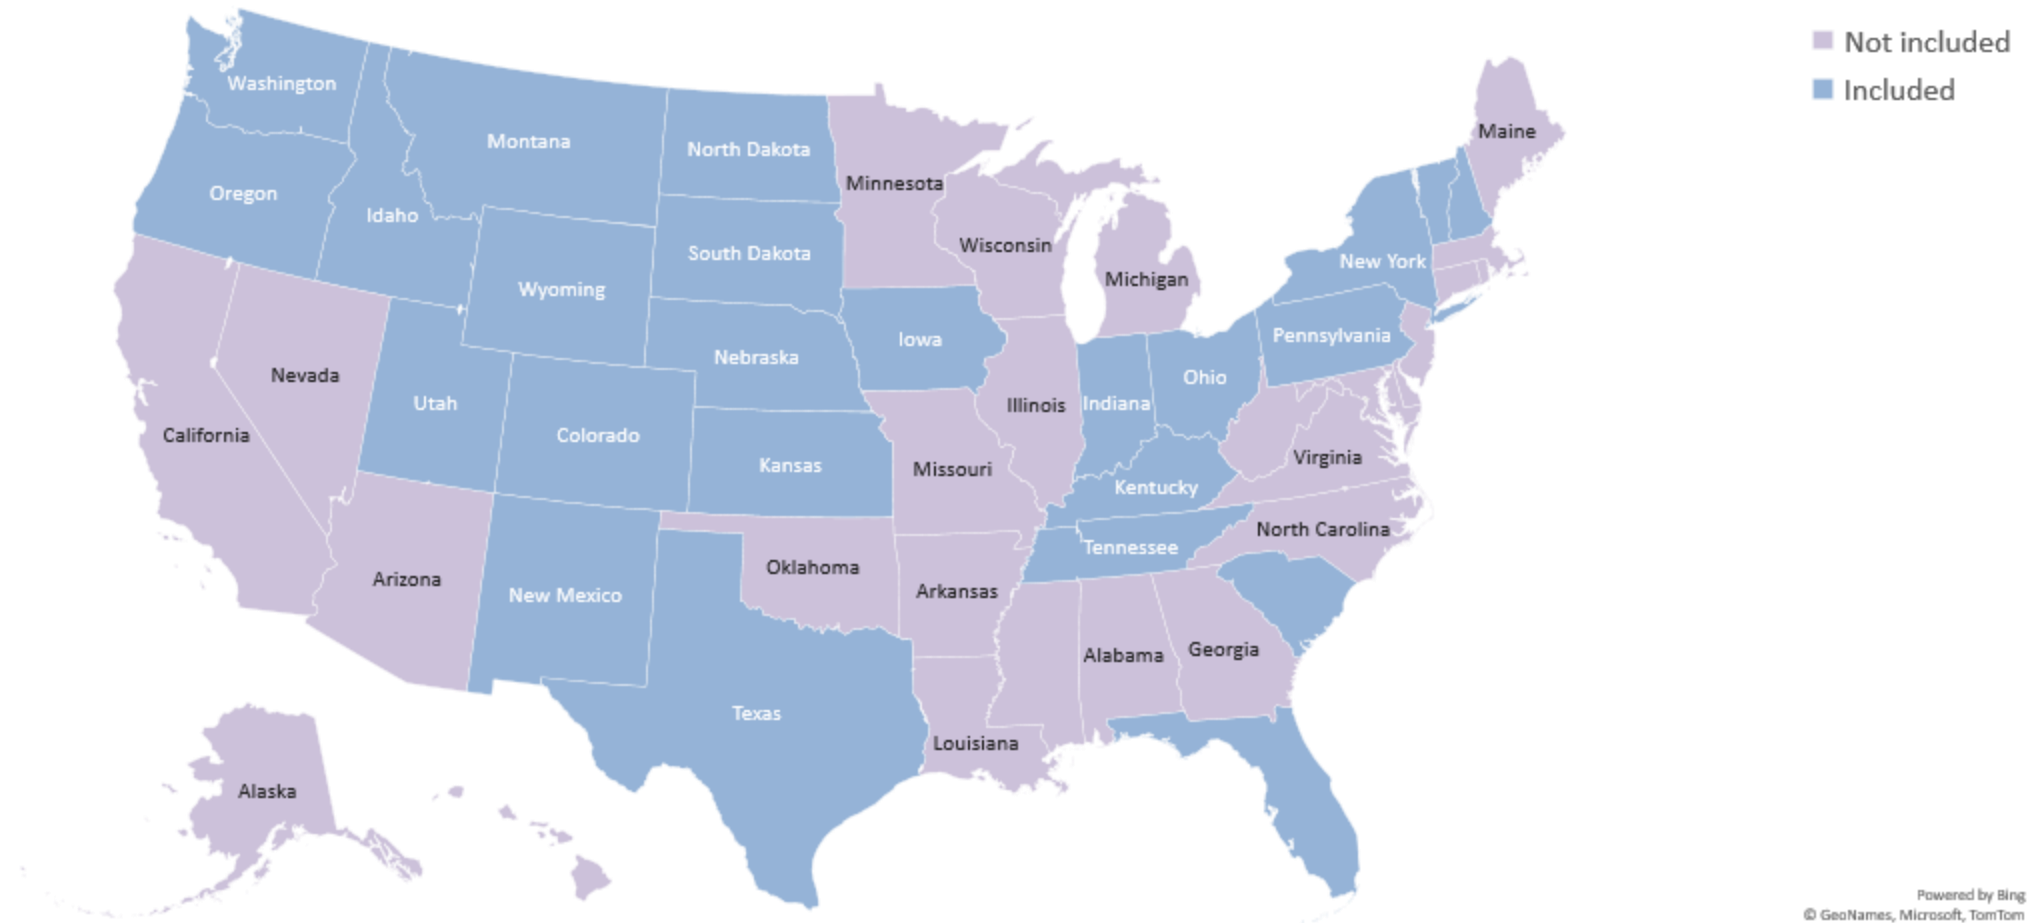 Not included
Included
Washington
Montana
North Dakota
Minnesota
Maine
Oregon
Idaho
South Dakota
Wisconsin
Michigan
New York
Wyoming
Iowa
Pennsylvania
Nebraska
Nevada
Utah
Ohio
Illinois
Indiana
California
Colorado
Kansas
Missouri
Virginia
Kentucky
North Carolina
Tennessee
Arizona
New Mexico
Oklahoma
Arkansas
Alabama
Georgia
Texas
Louisiana
Alaska
Powered by Bing
© GeoNames, Microsoft, TomTom